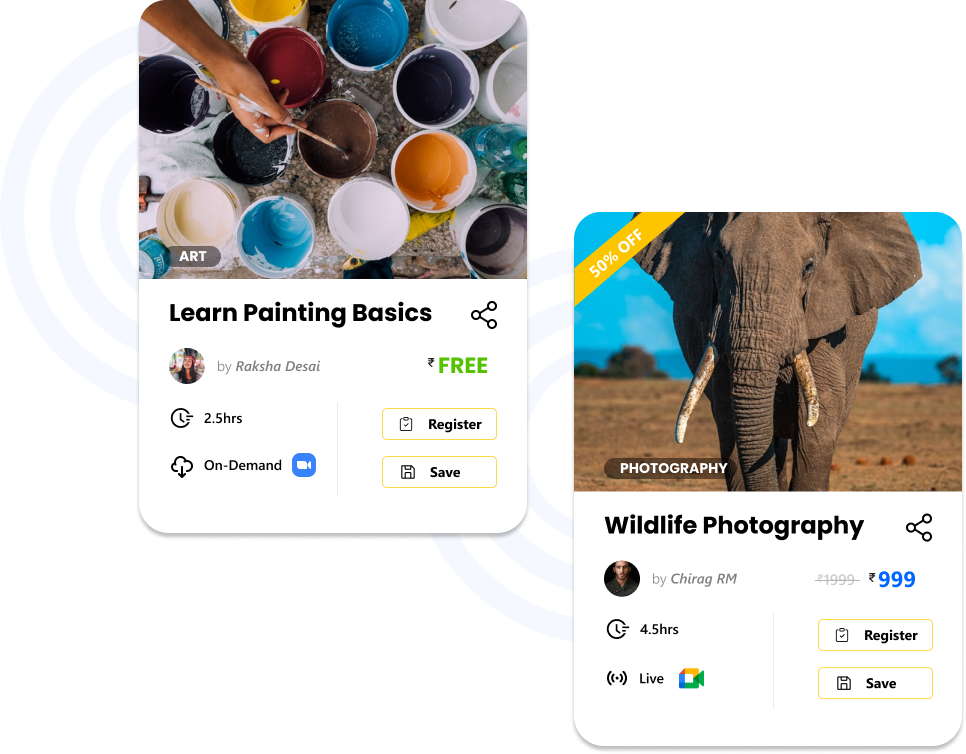 ART
Learn Painting Basics
by Raksha Desai
₹ FREE
2.5hrs
Register
On-Demand
Save
50% OFF
PHOTOGRAPHY
Wildlife Photography
by Chirag RM
₹1999 ₹ 999
4.5hrs
Register
Live
Save